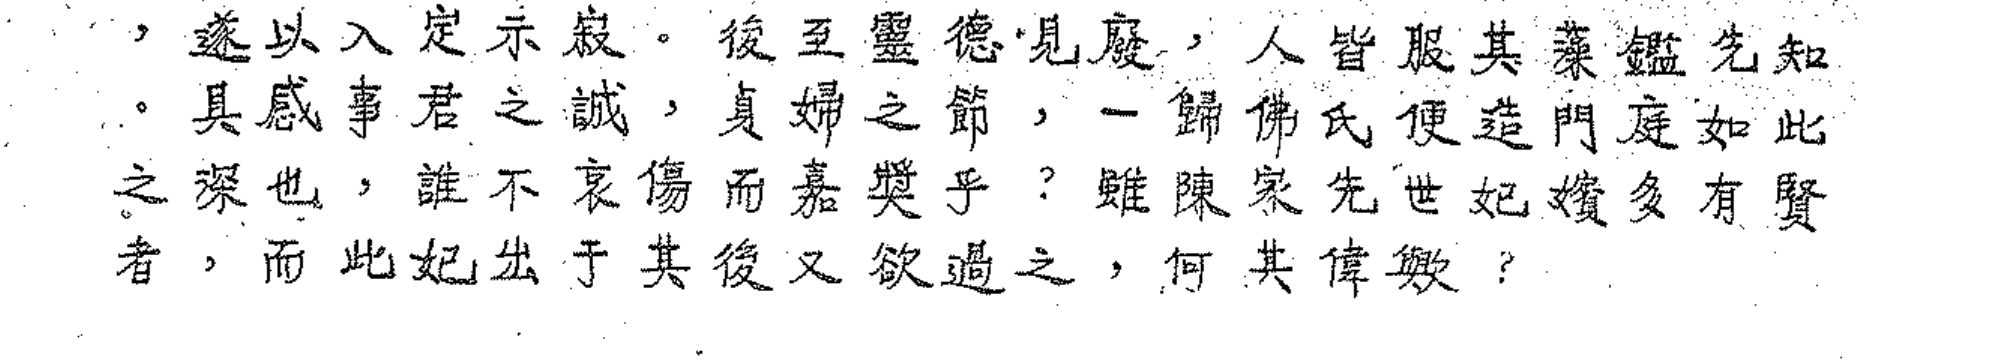 ，遂以入定示寂。後至靈德見廢，人皆服其藻鑑先知
。其感事君之誠，貞婦之節，一歸佛氏便造門庭如此
之深也，誰不哀傷而嘉奬乎？雖陳家先世妃嬪多有賢
者，而此妃出于其後又欲過之，何其偉歟？